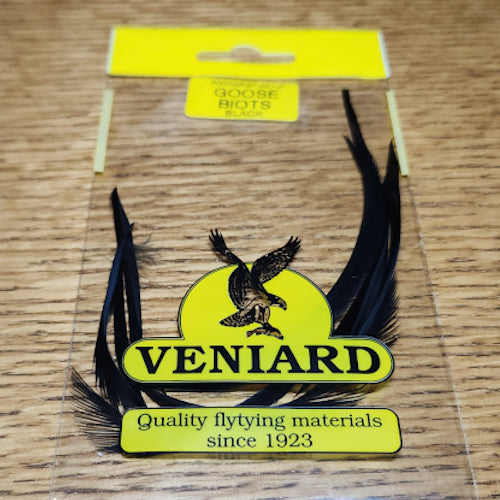 GOOSE
BIOTS
BLACK
VENIARD
Quality flytying materials
since 1923